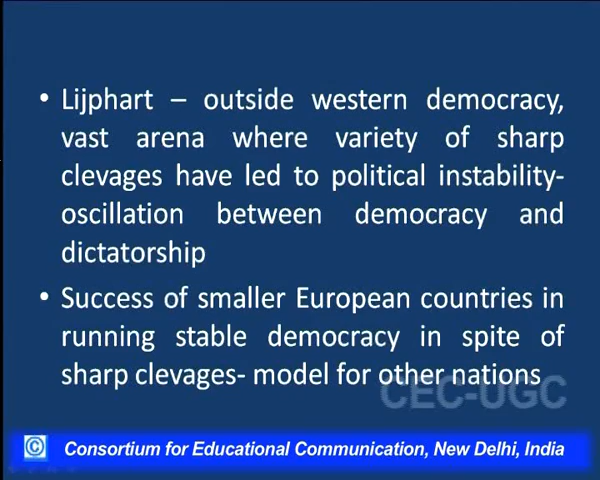 • Lijphart – outside western democracy,
vast arena where variety of sharp
clevages have led to political instability-
oscillation between democracy and
dictatorship
• Success of smaller European countries in
running stable democracy in spite of
sharp clevages- model for other nations
CEC-UGC
© Consortium for Educational Communication, New Delhi, India